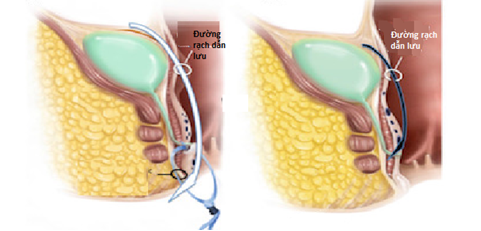 Đường
rạch dẫn
lưu
Đường rạch
dẫn lưu